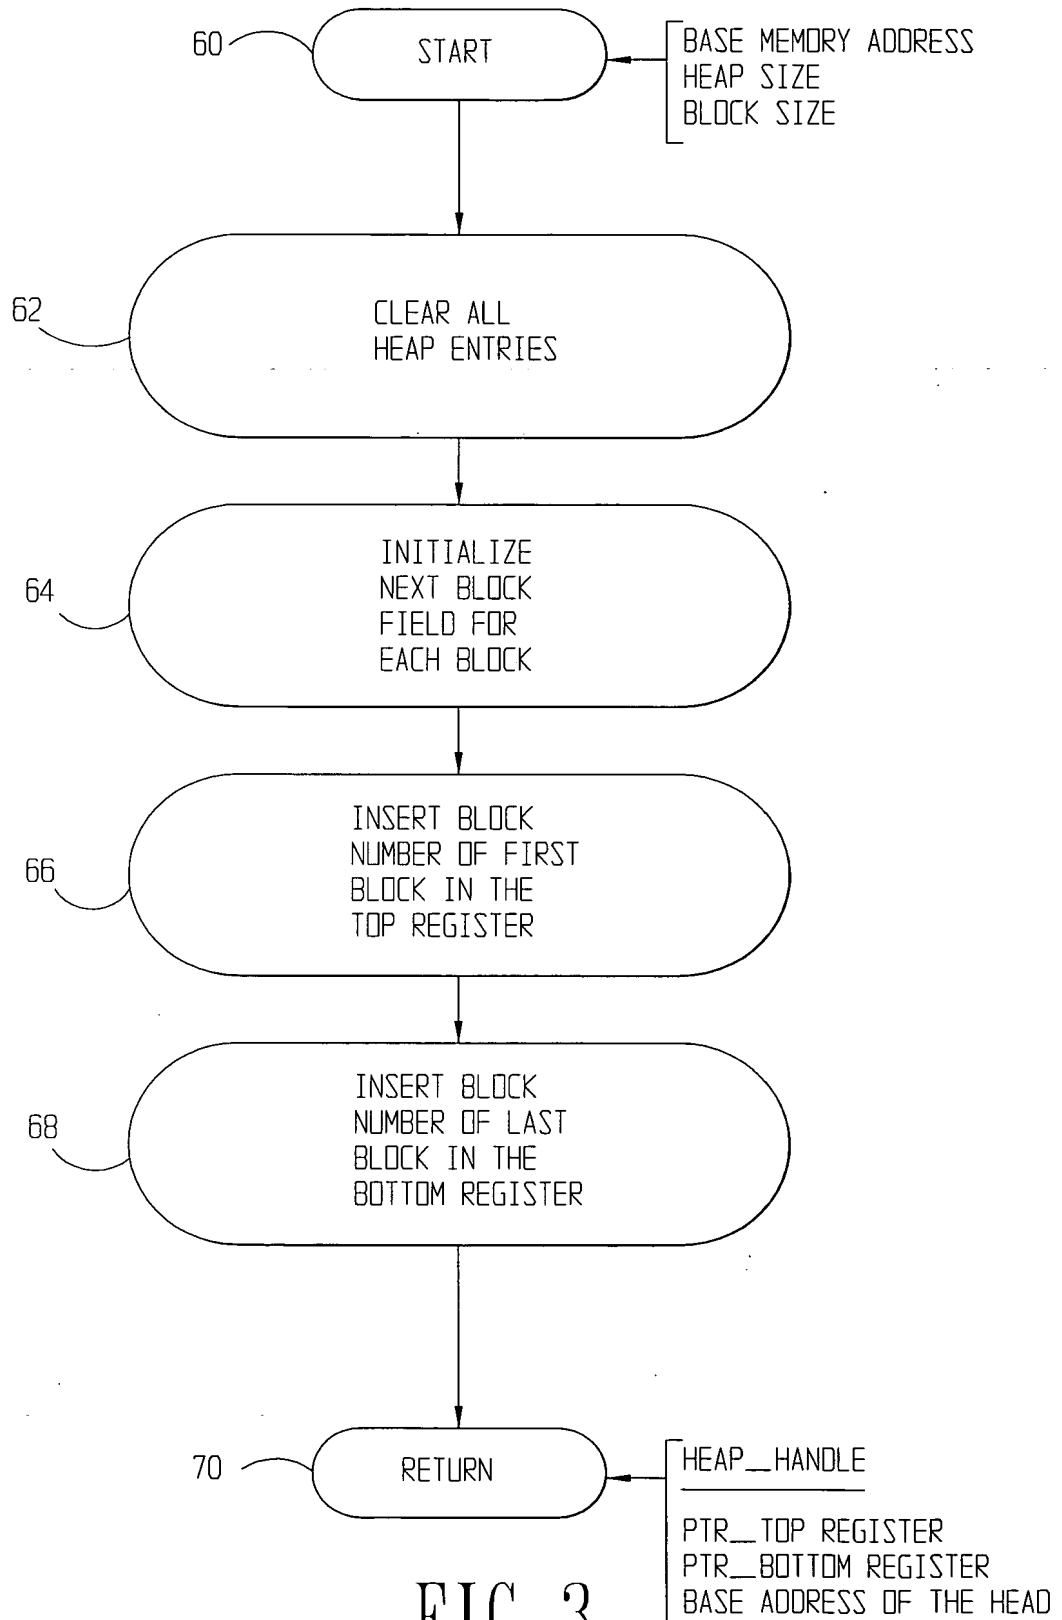 60
START
BASE MEMORY ADDRESS
HEAP SIZE
BLOCK SIZE
62
CLEAR ALL
HEAP ENTRIES
64
INITIALIZE
NEXT BLOCK
FIELD FOR
EACH BLOCK
66
INSERT BLOCK
NUMBER OF FIRST
BLOCK IN THE
TOP REGISTER
68
INSERT BLOCK
NUMBER OF LAST
BLOCK IN THE
BOTTOM REGISTER
70
RETURN
HEAP_HANDLE
PTR_TOP REGISTER
PTR_BOTTOM REGISTER
BASE ADDRESS OF THE HEAD
FIG. 3